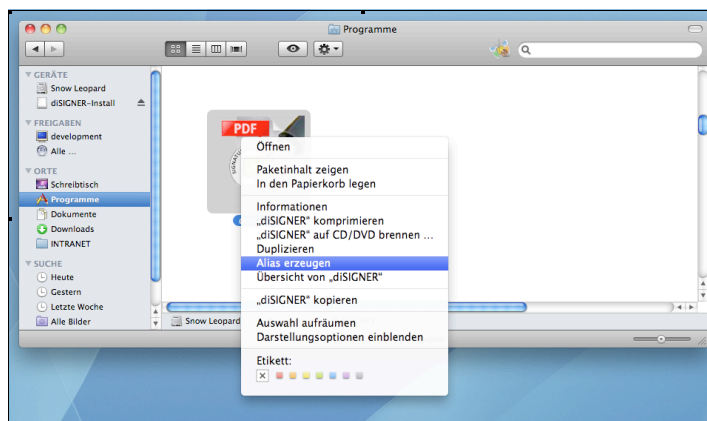 Programme
GERÄTE
Snow Leopard
diSIGNER-Install
FREIGABEN
development
Alle ...
ORTE
Schreibtisch
Programme
Dokumente
Downloads
INTRANET
SUCHE
Heute
Gestern
Letzte Woche
Alle Bilder
PDF
Öffnen
Paketinhalt zeigen
In den Papierkorb legen
Informationen
„diSIGNER“ komprimieren
„diSIGNER“ auf CD/DVD brennen ...
Duplizieren
Alias erzeugen
Übersicht von „diSIGNER“
„diSIGNER“ kopieren
Auswahl aufräumen
Darstellungsoptionen einblenden
Etikett:
Snow Leopard